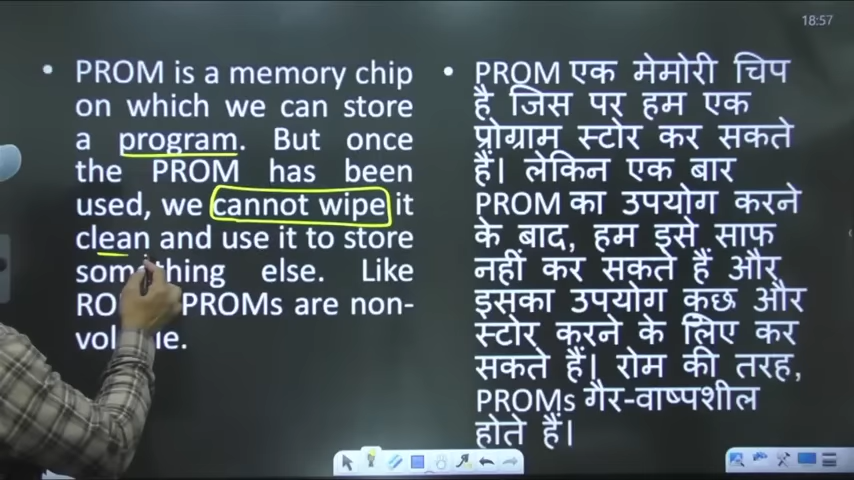 18:57
• PROM is a memory chip
on which we can store
a program. But once
the PROM has been
used, we cannot wipe it
clean and use it to store
something else. Like
PROMs are non-
• PROM एक मेमोरी चिप
है जिस पर हम एक
प्रोग्राम स्टोर कर सकते
हैं। लेकिन एक बार
PROM का उपयोग करने
के बाद, हम इसे साफ
नहीं कर सकते हैं और
इसका उपयोग कुछ और
स्टोर करने के लिए कर
सकते हैं। रोम की तरह,
PROMs गैर-वाष्पशील
होते हैं।